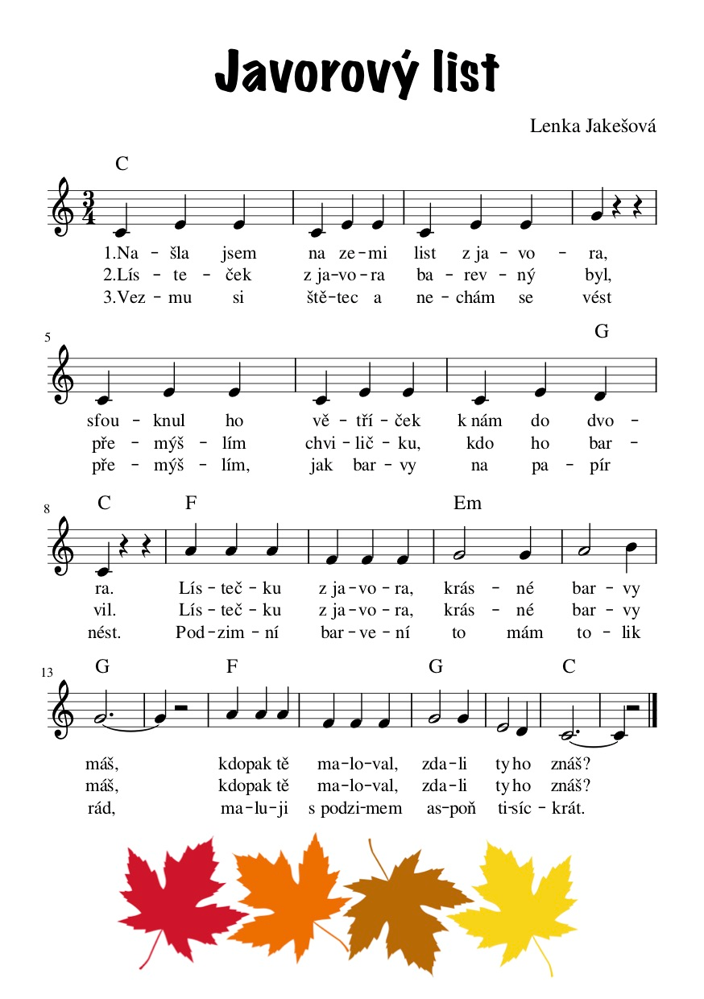 Javorový list
Lenka Jakešová
C
3
4
1.Na – šla jsem na ze – mi list z ja – vo – ra,
2.Lís – te – ček z ja – vo – ra ba – rev – ný byl,
3.Vez – mu si ště – tec a ne – chám se vést
G
5
sfou – knul ho vě – tří – ček k nám do dvo –
pře – mýš – lím chvi – lič – ku, kdo ho bar –
pře – mýš – lím, jak bar – vy na pa – pír
C F Em
8
ra. Lís – teč – ku z ja – vo – ra, krás – né bar – vy
vil. Lís – teč – ku z ja – vo – ra, krás – né bar – vy
nést. Pod – zim – ní bar – ve – ní to mám to – lik
G F G C
13
máš, kdopak tě ma – lo – val, zda – li ty ho znáš?
máš, kdopak tě ma – lo – val, zda – li ty ho znáš?
rád, ma – lu – ji s podzi – mem as – poň ti – síc – krát.